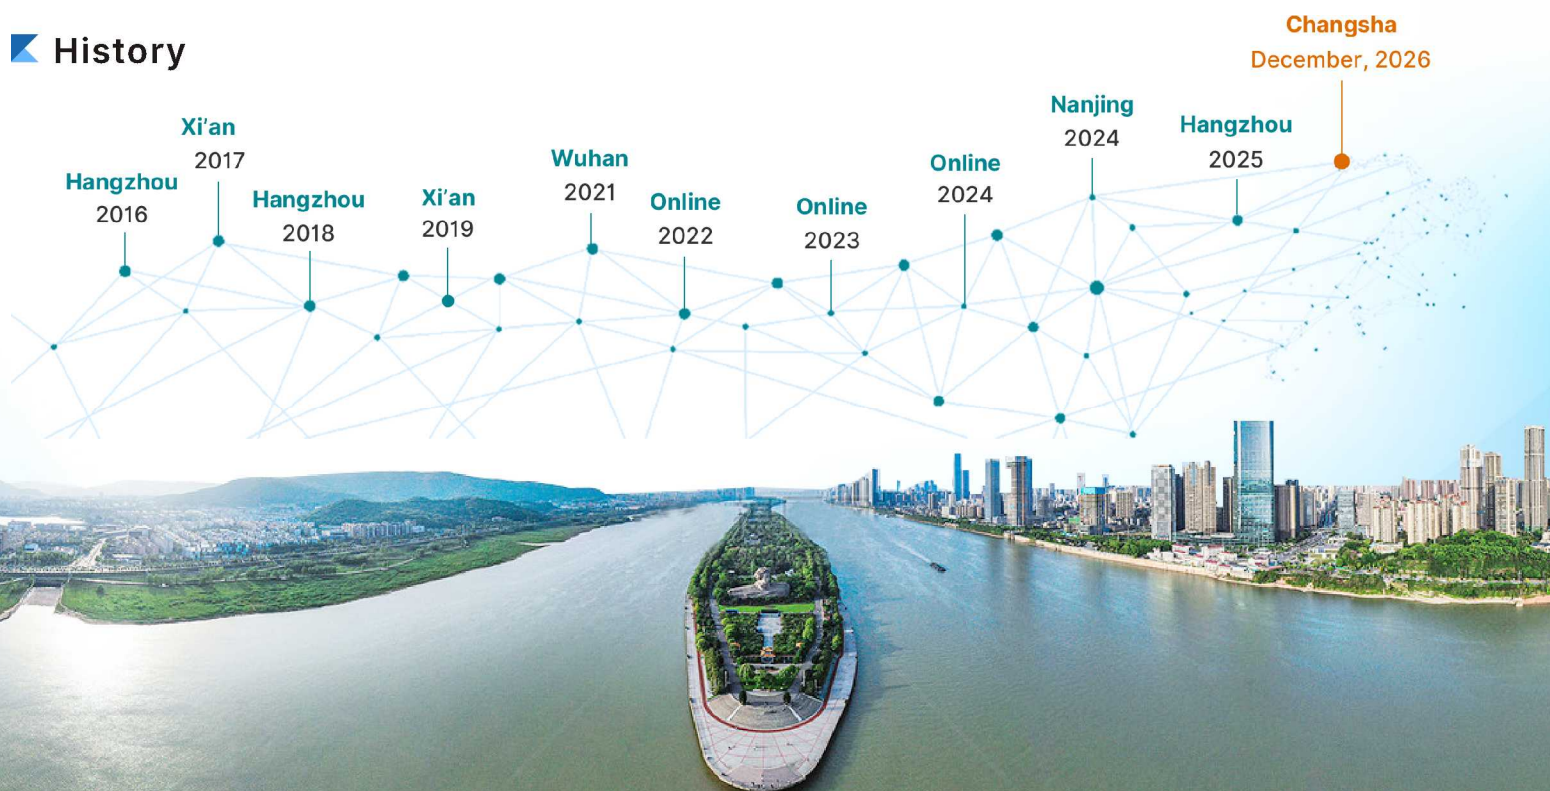 History
Hangzhou
2016
Xi’an
2017
Hangzhou
2018
Xi’an
2019
Wuhan
2021
Online
2022
Online
2023
Online
2024
Nanjing
2024
Hangzhou
2025
Changsha
December, 2026